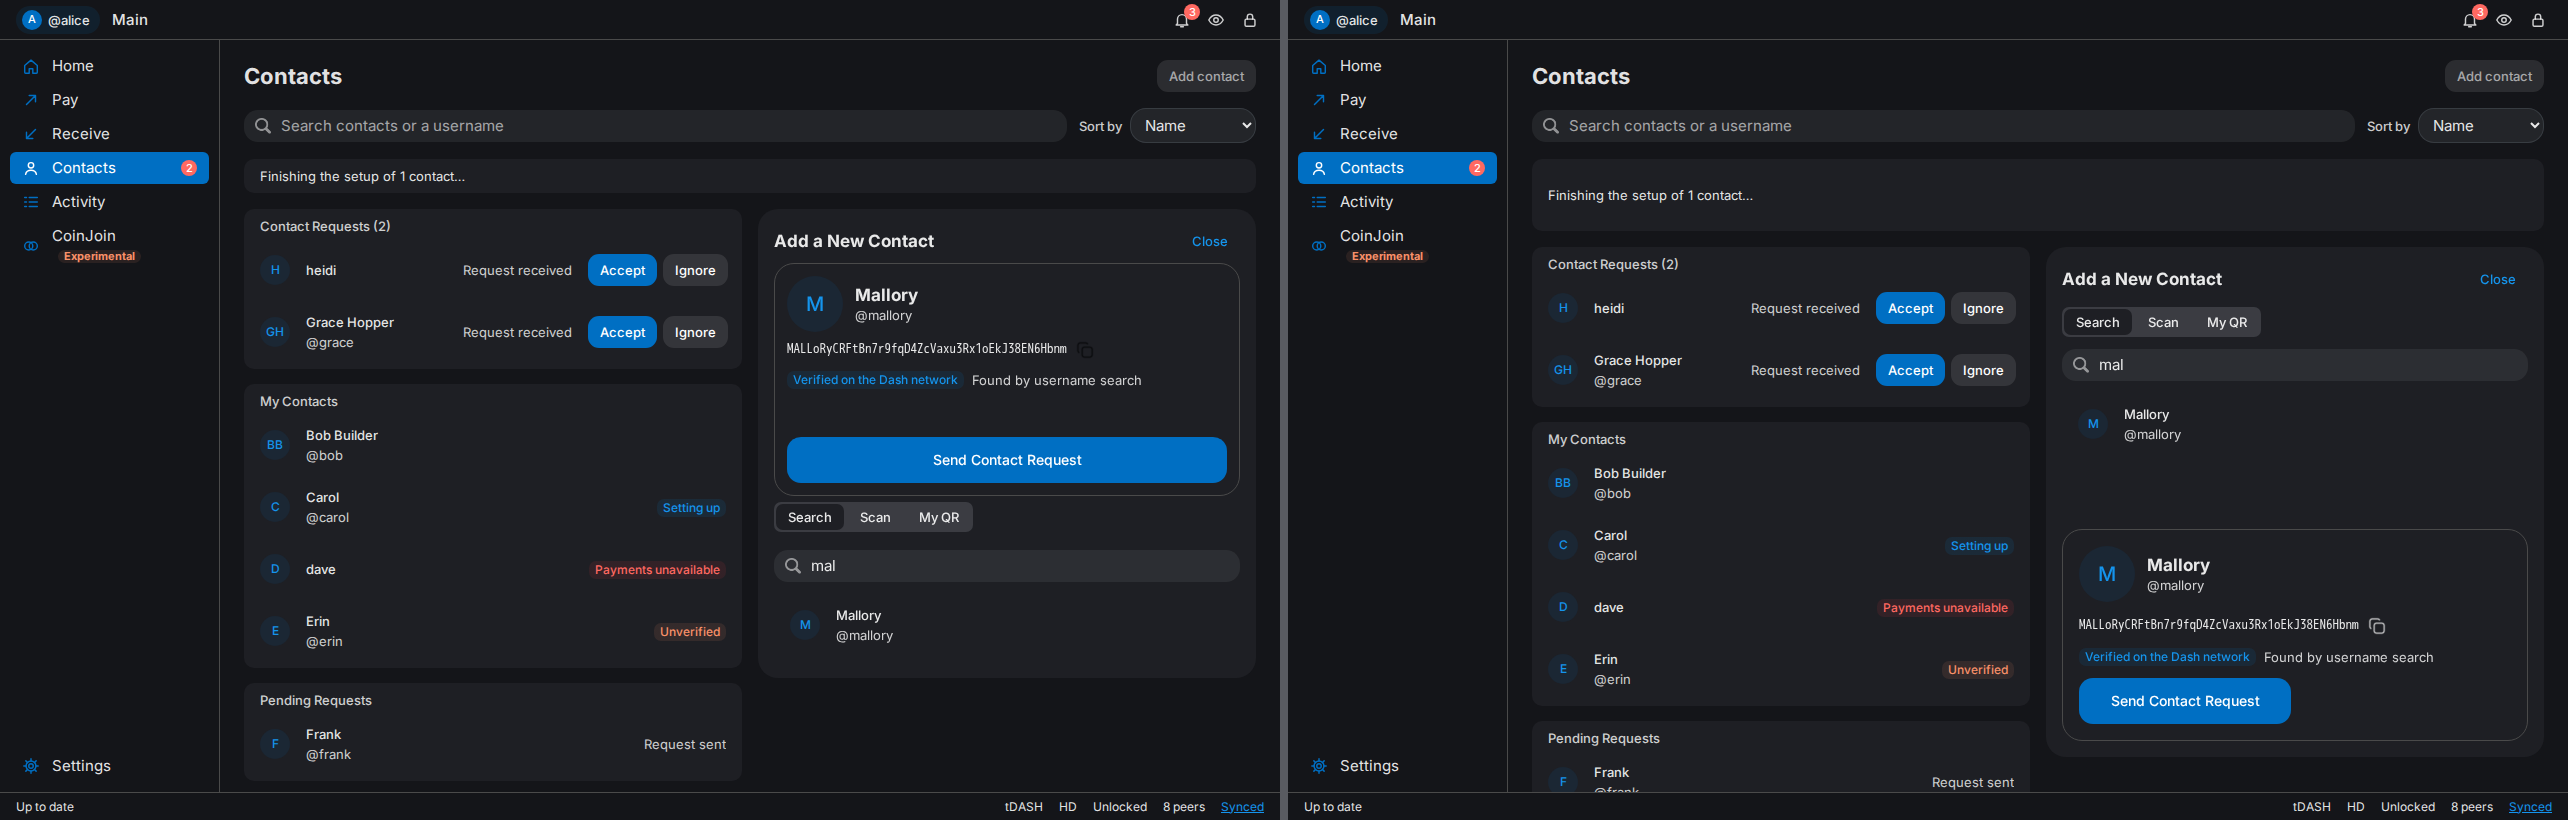 A @alice Main 3
Home
Pay
Receive
Contacts 2
Activity
CoinJoin
Experimental
Settings
Contacts
Add contact
Search contacts or a username
Sort by Name
Finishing the setup of 1 contact...
Contact Requests (2)
H heidi Request received Accept Ignore
GH Grace Hopper
@grace Request received Accept Ignore
My Contacts
BB Bob Builder
@bob
C Carol
@carol Setting up
D dave Payments unavailable
E Erin
@erin Unverified
Pending Requests
F Frank
@frank Request sent
Add a New Contact Close
M Mallory
@mallory
MALLoRyCRFtBn7r9fqD4ZcVaxu3Rx1oEkJ38EN6Hbnm
Verified on the Dash network Found by username search
Send Contact Request
Search Scan My QR
mal
M Mallory
@mallory
Up to date tDASH HD Unlocked 8 peers Synced
A @alice Main 3
Home
Pay
Receive
Contacts 2
Activity
CoinJoin
Experimental
Settings
Contacts
Add contact
Search contacts or a username
Sort by Name
Finishing the setup of 1 contact...
Contact Requests (2)
H heidi Request received Accept Ignore
GH Grace Hopper
@grace Request received Accept Ignore
My Contacts
BB Bob Builder
@bob
C Carol
@carol Setting up
D dave Payments unavailable
E Erin
@erin Unverified
Pending Requests
F Frank
@frank Request sent
Add a New Contact Close
Search Scan My QR
mal
M Mallory
@mallory
M Mallory
@mallory
MALLoRyCRFtBn7r9fqD4ZcVaxu3Rx1oEkJ38EN6Hbnm
Verified on the Dash network Found by username search
Send Contact Request
Up to date tDASH HD Unlocked 8 peers Synced